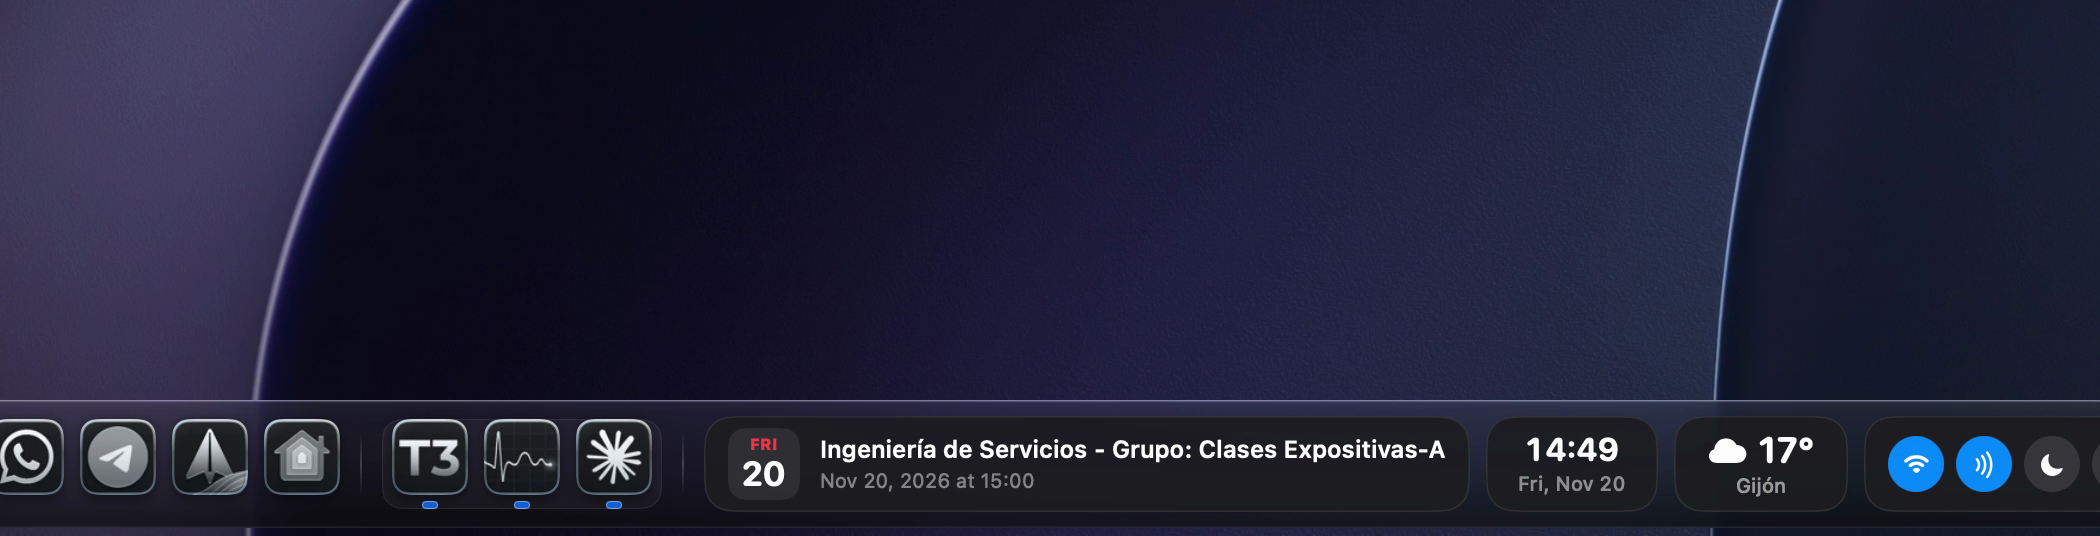 T3
FRI
20
Ingeniería de Servicios - Grupo: Clases Expositivas-A
Nov 20, 2026 at 15:00
14:49
Fri, Nov 20
17°
Gijón